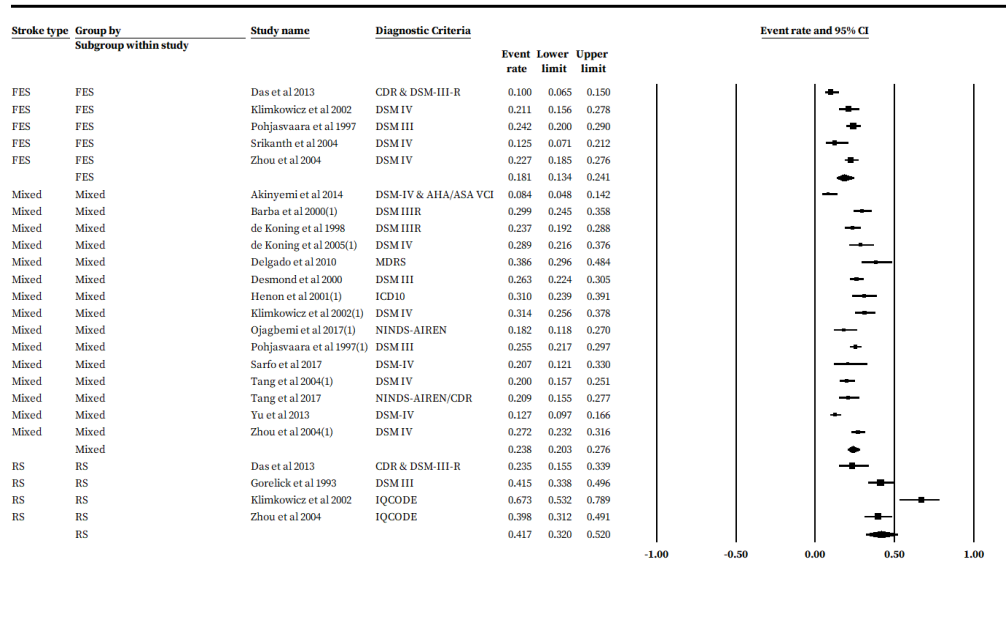 Stroke type Group by Study name Diagnostic Criteria Event rate and 95% CI
Subgroup within study
Event Lower Upper
rate limit limit
FES FES Das et al 2013 CDR & DSM-III-R 0.100 0.065 0.150
FES FES Klimkowicz et al 2002 DSM IV 0.211 0.156 0.278
FES FES Pohjasvaara et al 1997 DSM III 0.242 0.200 0.290
FES FES Srikanth et al 2004 DSM IV 0.125 0.071 0.212
FES FES Zhou et al 2004 DSM IV 0.227 0.185 0.276
FES 0.181 0.134 0.241
Mixed Mixed Akinyemi et al 2014 DSM-IV & AHA/ASA VCI 0.084 0.048 0.142
Mixed Mixed Barba et al 2000(1) DSM IIIR 0.299 0.245 0.358
Mixed Mixed de Koning et al 1998 DSM IIIR 0.237 0.192 0.288
Mixed Mixed de Koning et al 2005(1) DSM IV 0.289 0.216 0.376
Mixed Mixed Delgado et al 2010 MDRS 0.386 0.296 0.484
Mixed Mixed Desmond et al 2000 DSM III 0.263 0.224 0.305
Mixed Mixed Henon et al 2001(1) ICD10 0.310 0.239 0.391
Mixed Mixed Klimkowicz et al 2002(1) DSM IV 0.314 0.256 0.378
Mixed Mixed Ojagbemi et al 2017(1) NINDS-AIREN 0.182 0.118 0.270
Mixed Mixed Pohjasvaara et al 1997(1) DSM III 0.255 0.217 0.297
Mixed Mixed Sarfo et al 2017 DSM-IV 0.207 0.121 0.330
Mixed Mixed Tang et al 2004(1) DSM IV 0.200 0.157 0.251
Mixed Mixed Tang et al 2017 NINDS-AIREN/CDR 0.209 0.155 0.277
Mixed Mixed Yu et al 2013 DSM-IV 0.127 0.097 0.166
Mixed Mixed Zhou et al 2004(1) DSM IV 0.272 0.232 0.316
Mixed 0.238 0.203 0.276
RS RS Das et al 2013 CDR & DSM-III-R 0.235 0.155 0.339
RS RS Gorelick et al 1993 DSM III 0.415 0.338 0.496
RS RS Klimkowicz et al 2002 IQCODE 0.673 0.532 0.789
RS RS Zhou et al 2004 IQCODE 0.398 0.312 0.491
RS 0.417 0.320 0.520
-1.00 -0.50 0.00 0.50 1.00